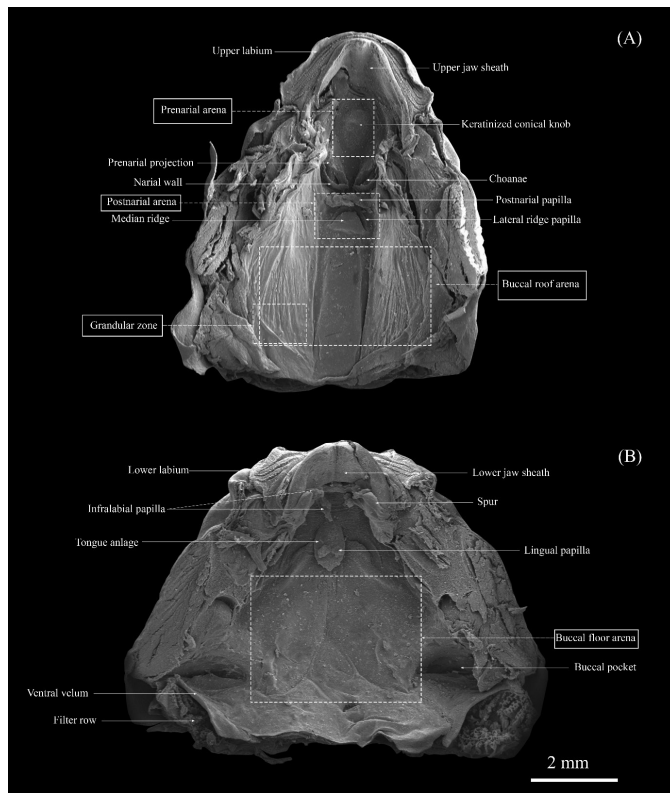 (A)
Upper labium
Upper jaw sheath
Prenarial arena
Keratinized conical knob
Prenarial projection
Narial wall
Choanae
Postnarial arena
Postnarial papilla
Median ridge
Lateral ridge papilla
Buccal roof arena
Grandular zone
(B)
Lower labium
Lower jaw sheath
Infralabial papilla
Spur
Tongue anlage
Lingual papilla
Buccal floor arena
Buccal pocket
Ventral velum
Filter row
2 mm